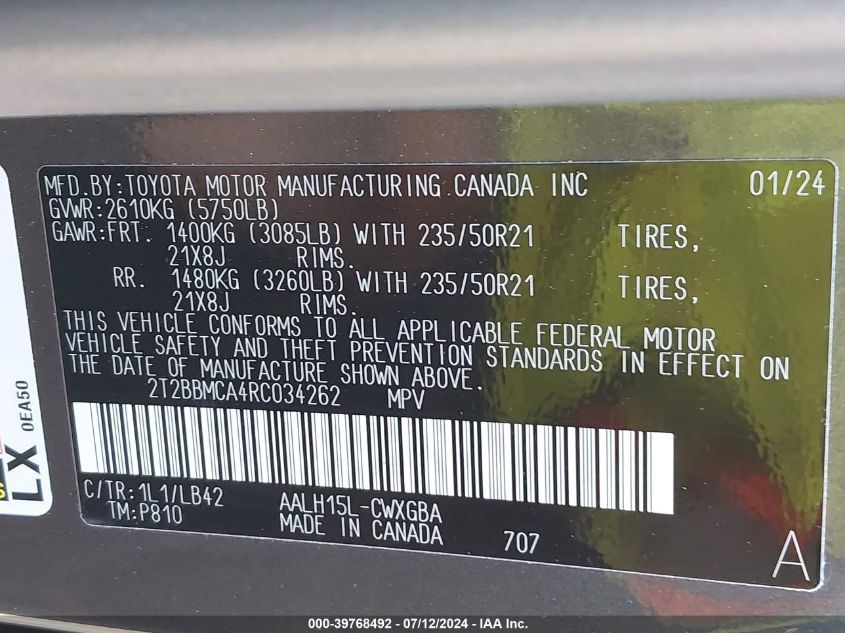 MFD.BY:TOYOTA MOTOR MANUFACTURING CANADA INC 01/24
GVWR:2610KG (5750LB)
GAWR:FRT. 1400KG (3085LB) WITH 235/50R21 TIRES,
21X8J RIMS.
RR. 1480KG (3260LB) WITH 235/50R21 TIRES,
21X8J RIMS.
THIS VEHICLE CONFORMS TO ALL APPLICABLE FEDERAL MOTOR
VEHICLE SAFETY AND THEFT PREVENTION STANDARDS IN EFFECT ON
THE DATE OF MANUFACTURE SHOWN ABOVE.
2T2BBMCA4RC034262 MPV
C/TR:1L1/LB42 AALH15L-CWXGBA
TM:P810 MADE IN CANADA 707 A
LX
0EA50
000-39768492 - 07/12/2024 - IAA Inc.